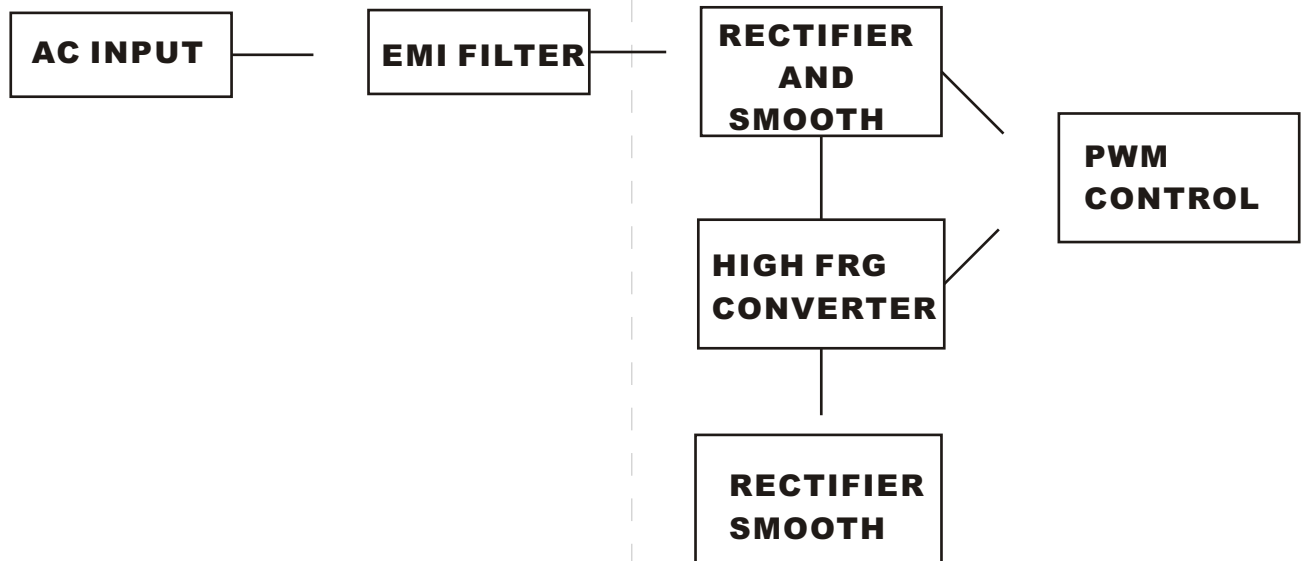 AC INPUT
EMI FILTER
RECTIFIER
AND
SMOOTH
PWM
CONTROL
HIGH FRG
CONVERTER
RECTIFIER
SMOOTH